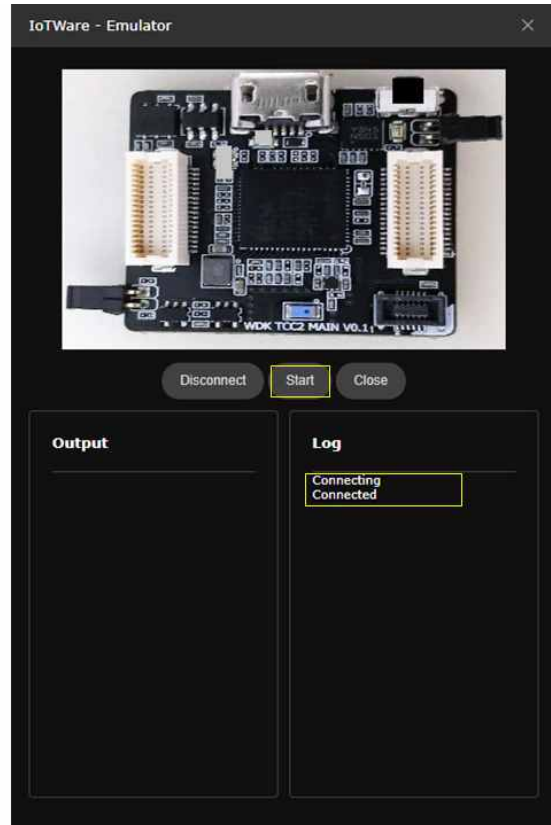 IoTWare - Emulator
WDK TCC2 MAIN V0.1
Disconnect
Start
Close
Output
Log
Connecting
Connected